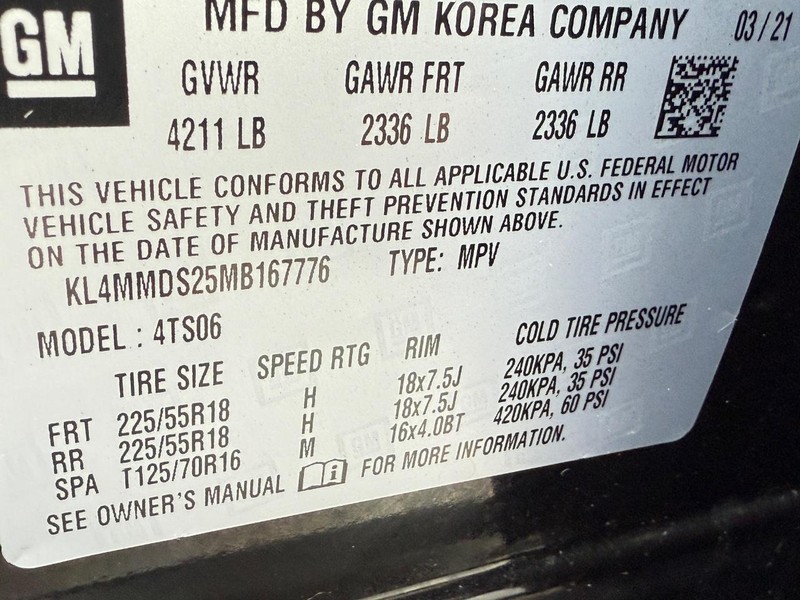 GM
MFD BY GM KOREA COMPANY 03/21
GVWR GAWR FRT GAWR RR
4211 LB 2336 LB 2336 LB
THIS VEHICLE CONFORMS TO ALL APPLICABLE U.S. FEDERAL MOTOR
VEHICLE SAFETY AND THEFT PREVENTION STANDARDS IN EFFECT
ON THE DATE OF MANUFACTURE SHOWN ABOVE.
KL4MMDS25MB167776 TYPE: MPV
MODEL : 4TS06
TIRE SIZE SPEED RTG RIM COLD TIRE PRESSURE
FRT 225/55R18 H 18x7.5J 240KPA, 35 PSI
RR 225/55R18 H 18x7.5J 240KPA, 35 PSI
SPA T125/70R16 M 16x4.0BT 420KPA, 60 PSI
SEE OWNER'S MANUAL i FOR MORE INFORMATION.